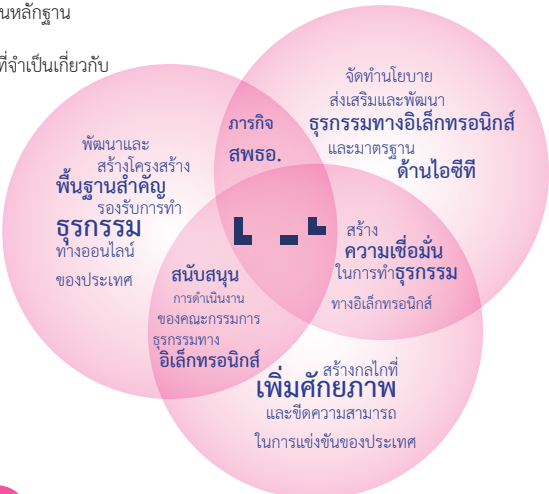 นหลักฐาน
ที่จำเป็นเกี่ยวกับ
พัฒนาและ
สร้างโครงสร้าง
พื้นฐานสำคัญ
รองรับการทำ
ธุรกรรม
ทางออนไลน์
ของประเทศ
ภารกิจ
สพธอ.
จัดทำนโยบาย
ส่งเสริมและพัฒนา
ธุรกรรมทางอิเล็กทรอนิกส์
และมาตรฐาน
ด้านไอซีที
สนับสนุน
การดำเนินงาน
ของคณะกรรมการ
ธุรกรรมทาง
อิเล็กทรอนิกส์
สร้าง
ความเชื่อมั่น
ในการทำธุรกรรม
ทางอิเล็กทรอนิกส์
สร้างกลไกที่
เพิ่มศักยภาพ
และขีดความสามารถ
ในการแข่งขันของประเทศ